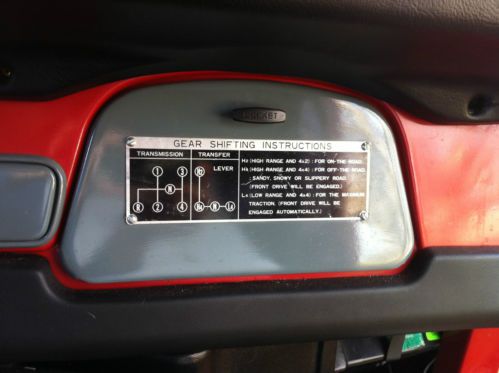 GEAR SHIFTING INSTRUCTIONS
TRANSMISSION
TRANSFER
LEVER
1 3
N
R 2 4
H2
H4 N L4
H2 (HIGH RANGE AND 4x2) : FOR ON-THE-ROAD.
H4 (HIGH RANGE AND 4x4) : FOR OFF-THE-ROAD
: SANDY, SNOWY OR SLIPPERY ROAD.
(FRONT DRIVE WILL BE ENGAGED.)
L4 (LOW RANGE AND 4x4) : FOR THE MAXIMUM
TRACTION. (FRONT DRIVE WILL BE
ENGAGED AUTOMATICALLY.)